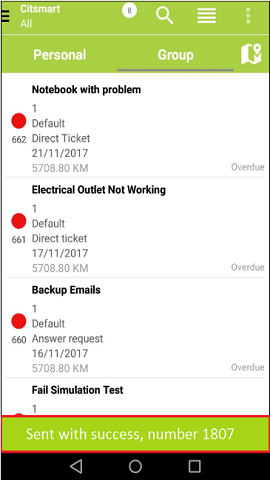 Citsmart
All
8
Personal
Group
Notebook with problem
1
Default
662 Direct Ticket
21/11/2017
5708.80 KM
Overdue
Electrical Outlet Not Working
1
Default
661 Direct ticket
17/11/2017
5708.80 KM
Overdue
Backup Emails
1
Default
660 Answer request
16/11/2017
5708.80 KM
Overdue
Fail Simulation Test
1
Sent with success, number 1807